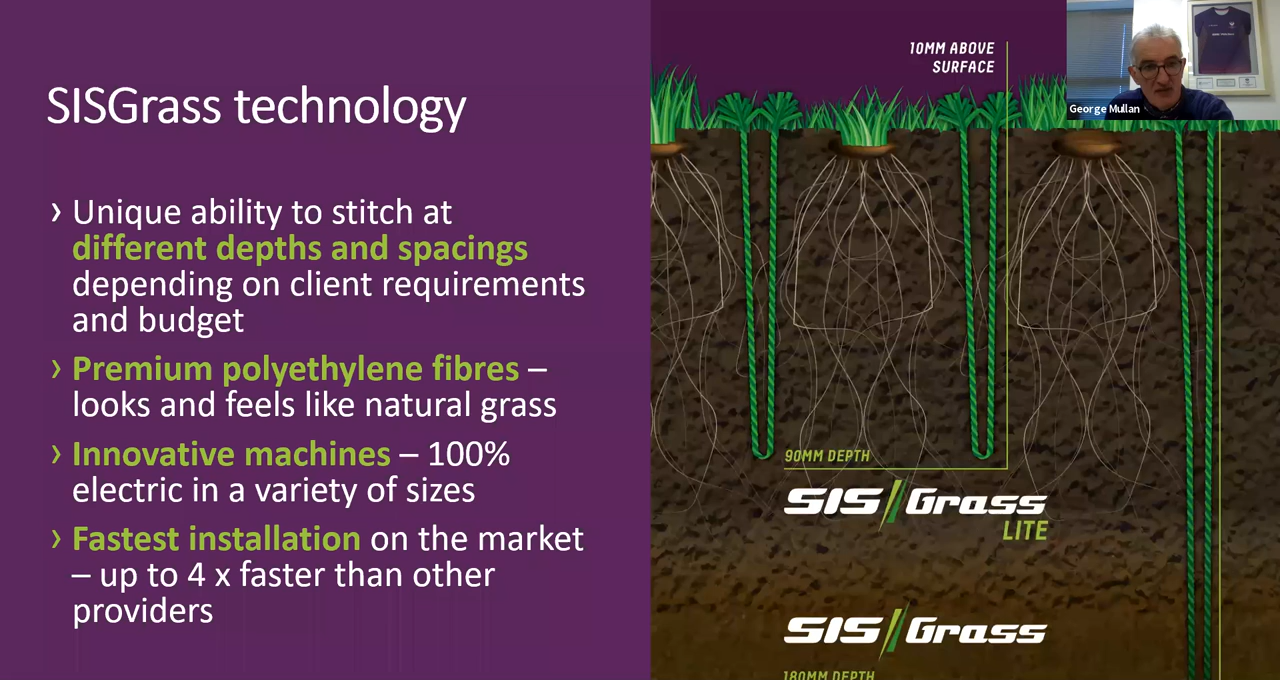 SISGrass technology
› Unique ability to stitch at
different depths and spacings
depending on client requirements
and budget
› Premium polyethylene fibres –
looks and feels like natural grass
› Innovative machines – 100%
electric in a variety of sizes
› Fastest installation on the market
– up to 4 x faster than other
providers
10MM ABOVE
SURFACE
George Mullan
90MM DEPTH
SIS/Grass
LITE
SIS/Grass
180MM DEPTH